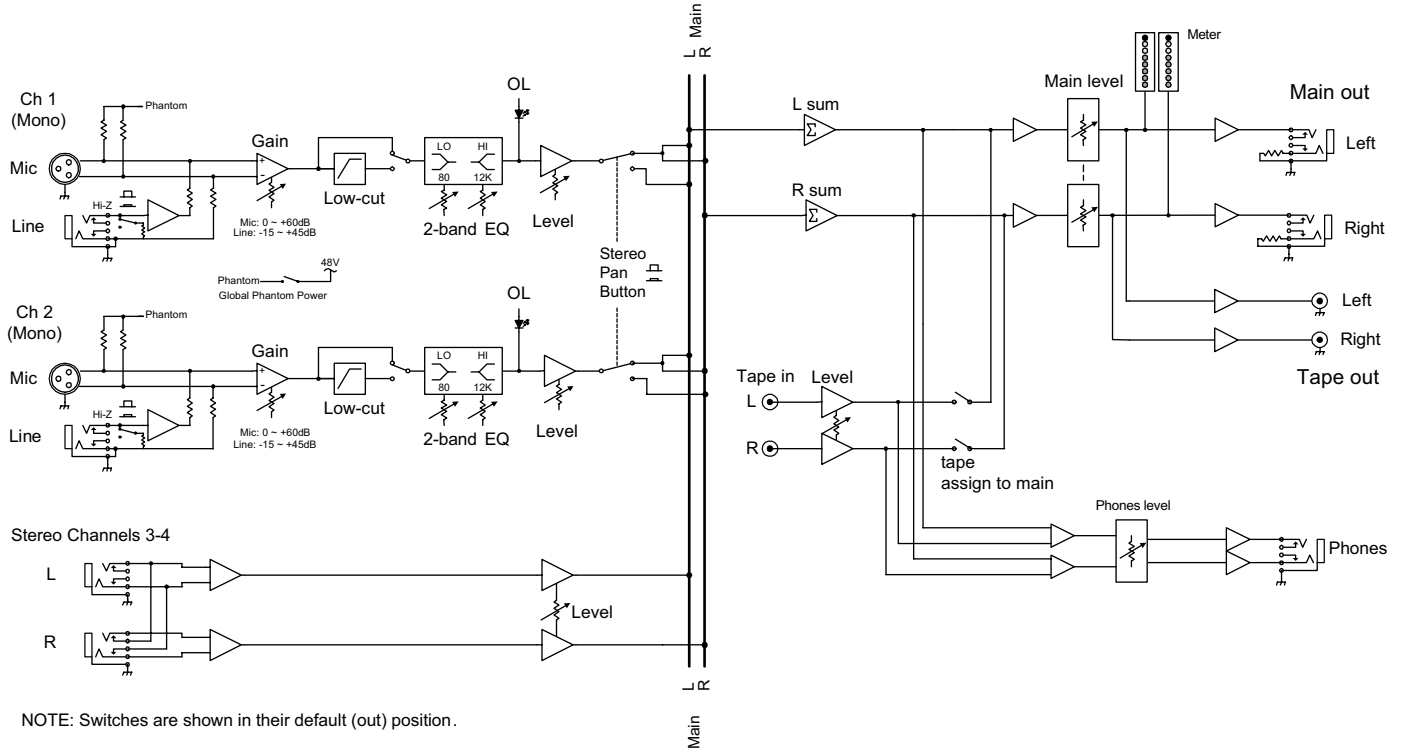 Main
L R
Meter
Ch 1
(Mono)
Phantom
OL
Main level
Main out
L sum
Gain
Left
Mic
+
-
LO HI
80 12K
Low-cut
Level
Hi-Z
Line
Mic: 0 ~ +60dB
Line: -15 ~ +45dB
2-band EQ
R sum
Right
Σ
Σ
48V
Phantom
Global Phantom Power
Stereo
Pan
Button
Left
Right
Tape out
Ch 2
(Mono)
Phantom
OL
Gain
Mic
+
-
LO HI
80 12K
Low-cut
Level
Hi-Z
Line
Mic: 0 ~ +60dB
Line: -15 ~ +45dB
2-band EQ
Tape in Level
L
R
tape
assign to main
Phones level
Phones
Stereo Channels 3-4
L
Level
R
L R
Main
NOTE: Switches are shown in their default (out) position.